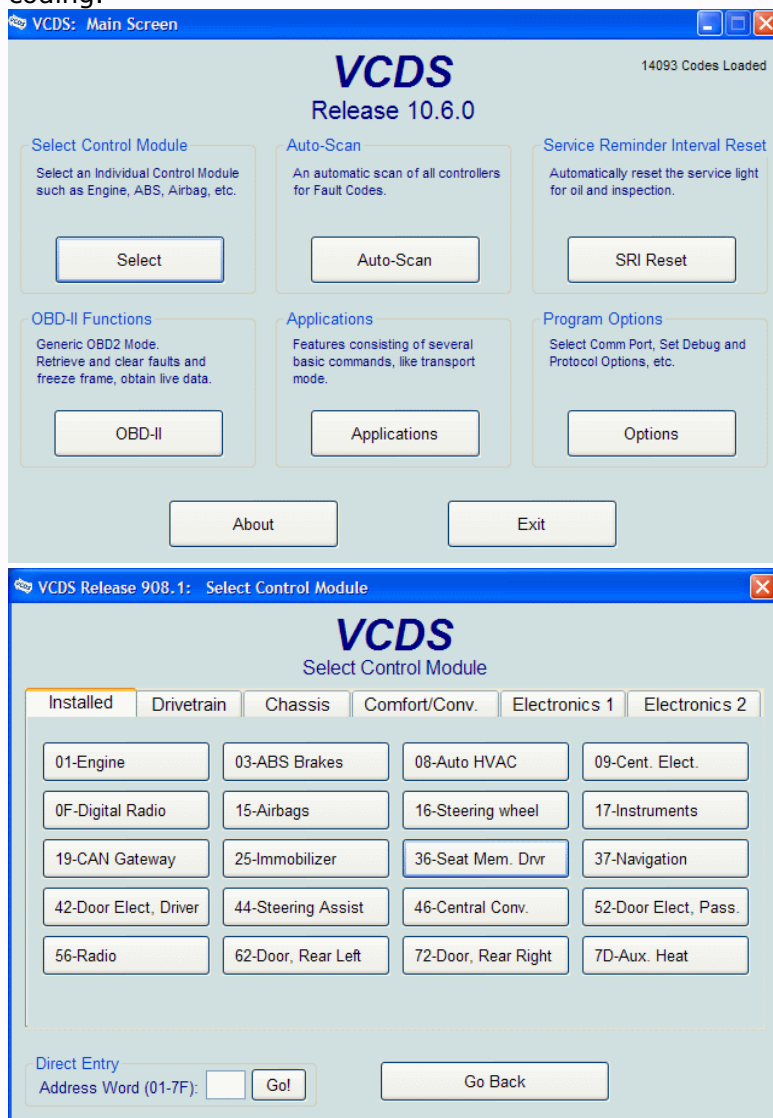 coding.
VCDS: Main Screen
VCDS
14093 Codes Loaded
Release 10.6.0
Select Control Module
Select an Individual Control Module
such as Engine, ABS, Airbag, etc.
Select
Auto-Scan
An automatic scan of all controllers
for Fault Codes.
Auto-Scan
Service Reminder Interval Reset
Automatically reset the service light
for oil and inspection.
SRI Reset
OBD-II Functions
Generic OBD2 Mode.
Retrieve and clear faults and
freeze frame, obtain live data.
OBD-II
Applications
Features consisting of several
basic commands, like transport
mode.
Applications
Program Options
Select Comm Port, Set Debug and
Protocol Options, etc.
Options
About
Exit
VCDS Release 908.1: Select Control Module
VCDS
Select Control Module
Installed Drivetrain Chassis Comfort/Conv. Electronics 1 Electronics 2
01-Engine 03-ABS Brakes 08-Auto HVAC 09-Cent. Elect.
0F-Digital Radio 15-Airbags 16-Steering wheel 17-Instruments
19-CAN Gateway 25-Immobilizer 36-Seat Mem. Drvr 37-Navigation
42-Door Elect, Driver 44-Steering Assist 46-Central Conv. 52-Door Elect, Pass.
56-Radio 62-Door, Rear Left 72-Door, Rear Right 7D-Aux. Heat
Direct Entry
Address Word (01-7F): Go!
Go Back